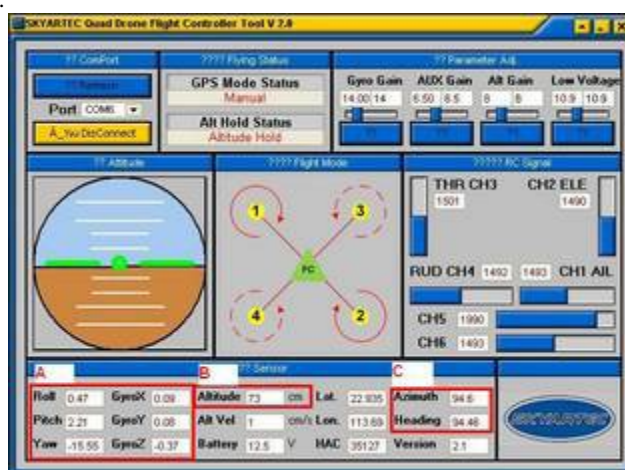 SKYARTEC Quad Drone Flight Controller Tool V 2.0
?? ComPort
???? Flying Status
?? Parameter Adj.
GPS Mode Status
Manual
Gyro Gain AUX Gain Alt Gain Low Voltage
14.00 14 6.50 6.5 8 8 10.9 10.9
Port COM6
Alt Hold Status
Altitude Hold
DisConnect
?? Attitude
???? Flight Mode
????? RC Signal
THR CH3 CH2 ELE
1501 1490
1 3
FC
4 2
RUD CH4 1492 1493 CH1 AIL
CH5 1990
CH6 1493
A B C
?? Sensor
Roll 0.47 GyroX 0.09 Altitude 73 cm Lat. 22.935 Azimuth 94.6
Pitch 2.21 GyroY 0.08 Alt Vel 1 cm/s Lon. 113.69 Heading 94.46
Yaw -15.55 GyroZ -0.37 Battery 12.5 V HAC 35127 Version 2.1
SKYARTEC